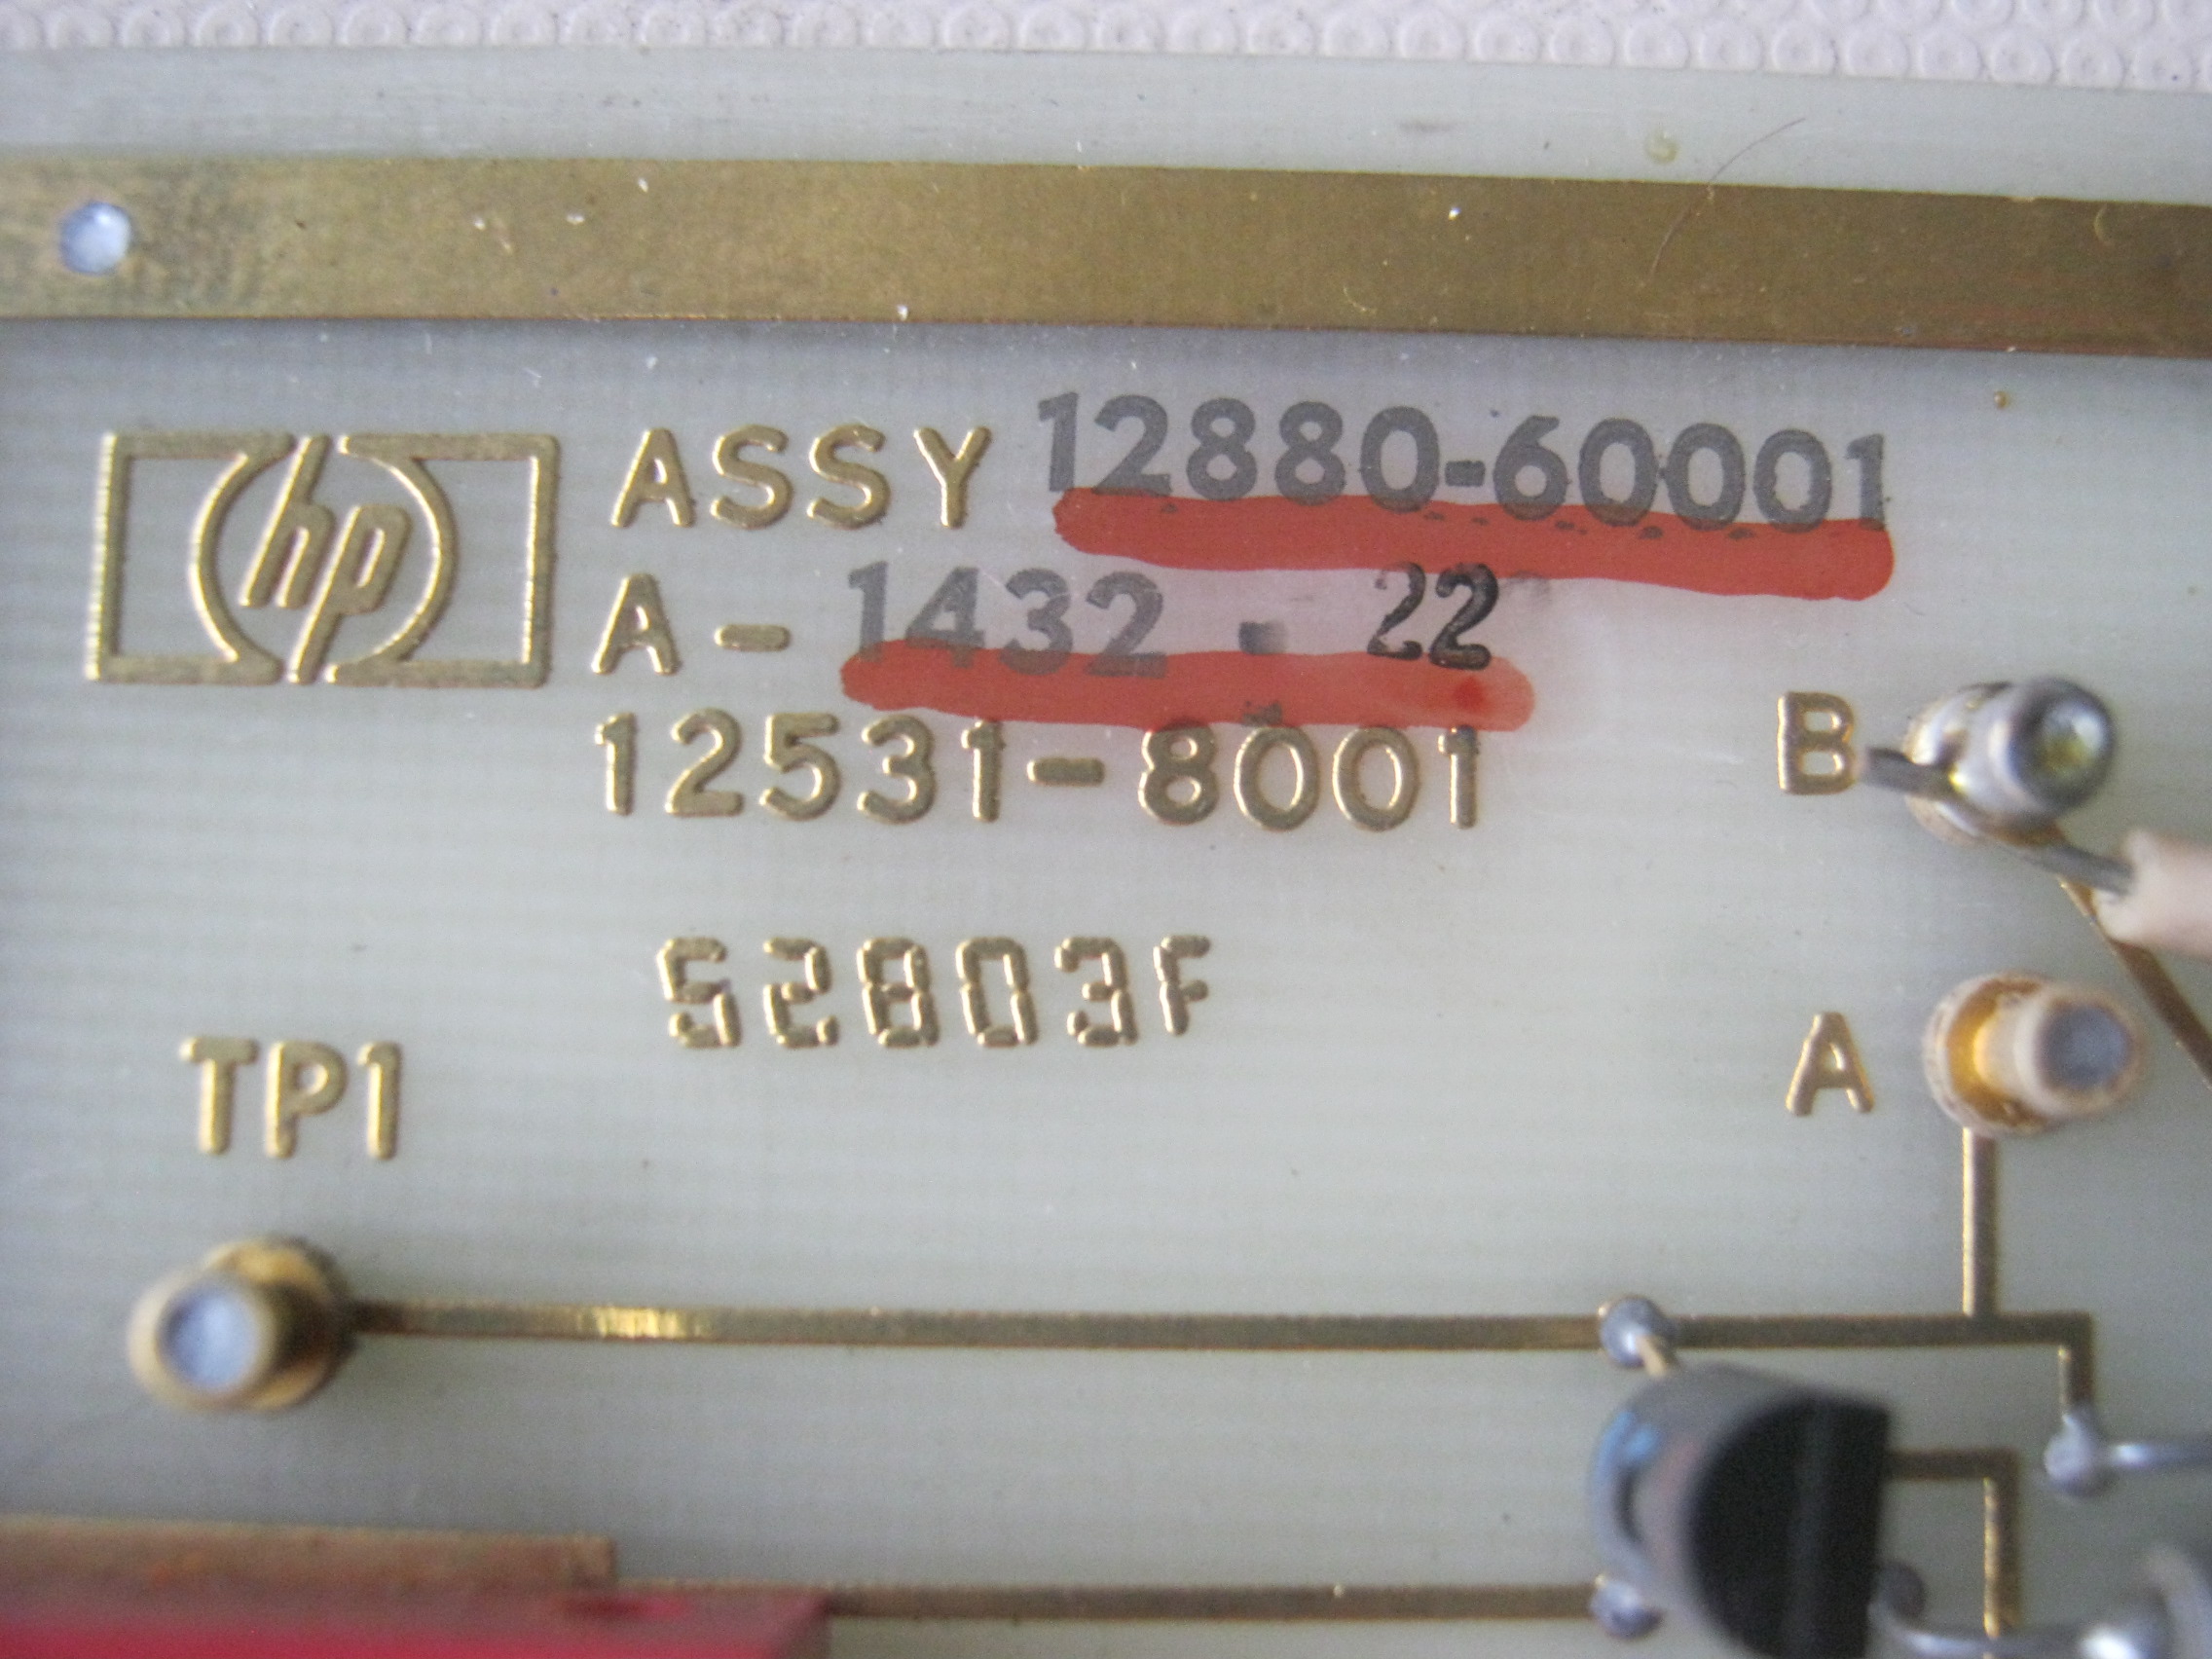 hp
ASSY 12880-60001
A-1432-22
12531-8001
52803F
TP1
B
A